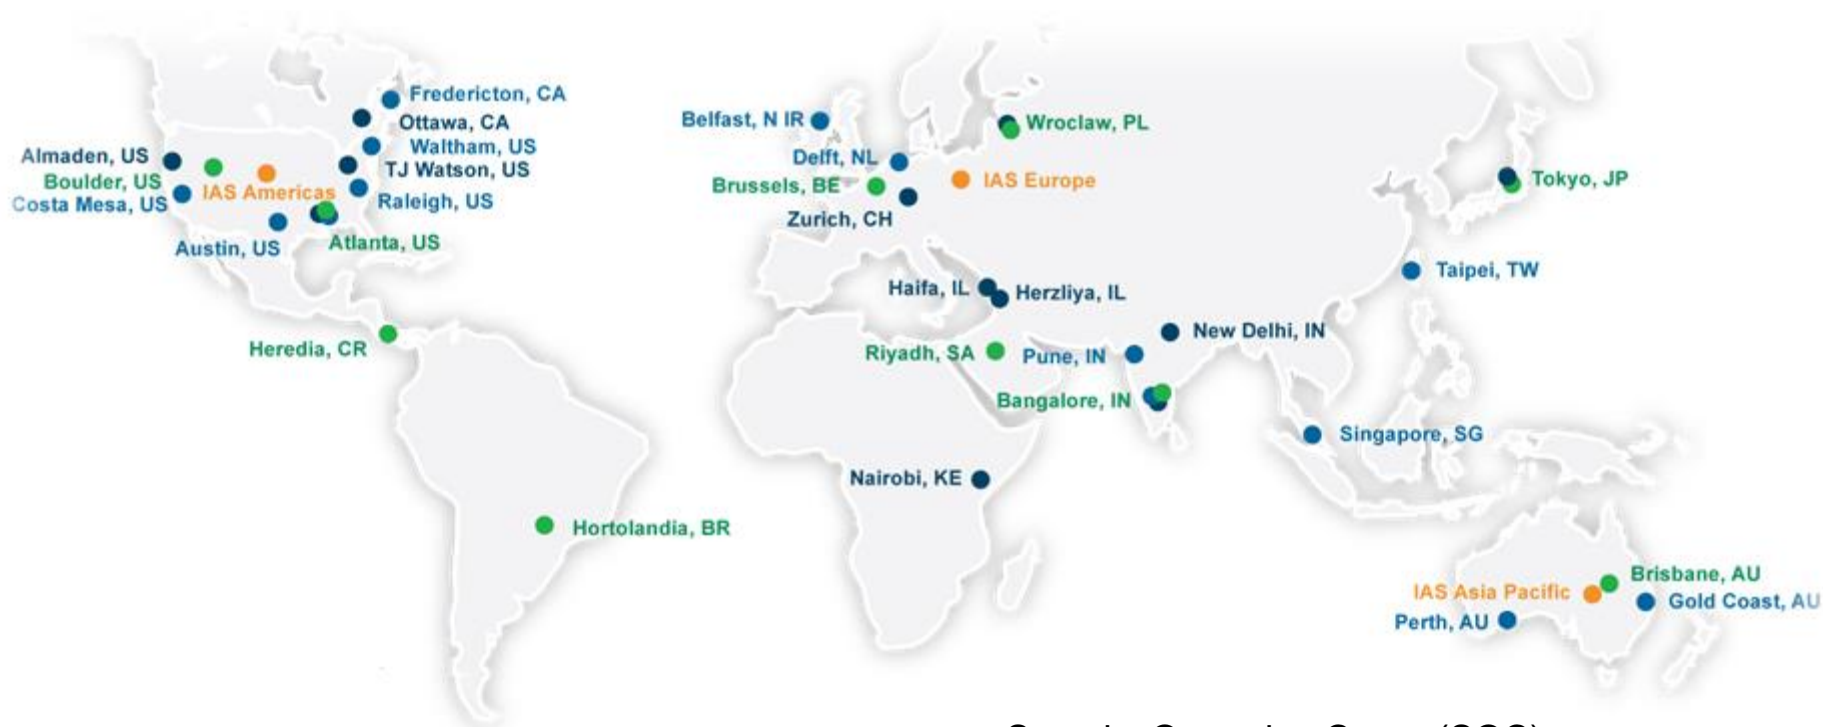 Fredericton, CA
Ottawa, CA
Waltham, US
Almaden, US
TJ Watson, US
Boulder, US
IAS Americas
Costa Mesa, US
Raleigh, US
Austin, US
Atlanta, US
Heredia, CR
Hortolandia, BR
Belfast, N IR
Wroclaw, PL
Delft, NL
Brussels, BE
IAS Europe
Zurich, CH
Haifa, IL
Herzliya, IL
Riyadh, SA
Pune, IN
New Delhi, IN
Bangalore, IN
Nairobi, KE
Tokyo, JP
Taipei, TW
Singapore, SG
Brisbane, AU
IAS Asia Pacific
Gold Coast, AU
Perth, AU